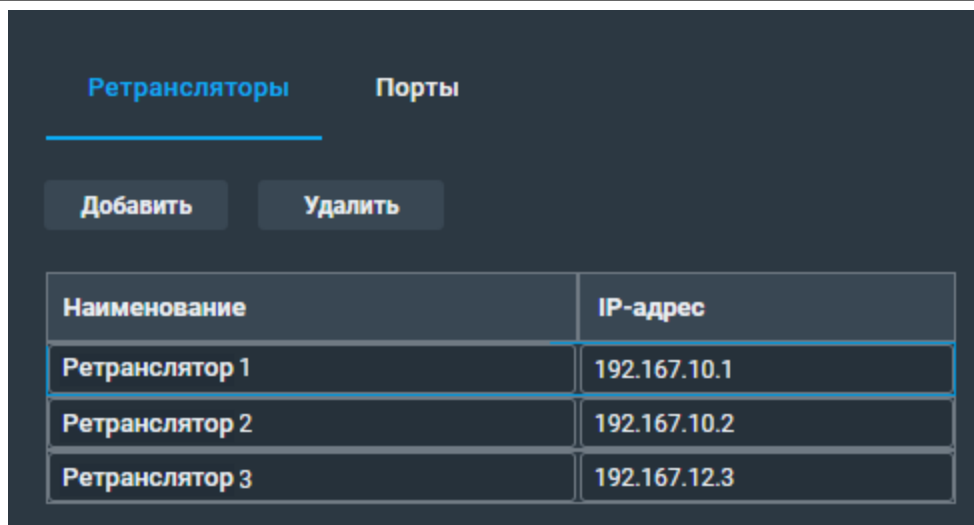 Ретрансляторы Порты
Добавить Удалить
Наименование IP-адрес
Ретранслятор 1 192.167.10.1
Ретранслятор 2 192.167.10.2
Ретранслятор 3 192.167.12.3